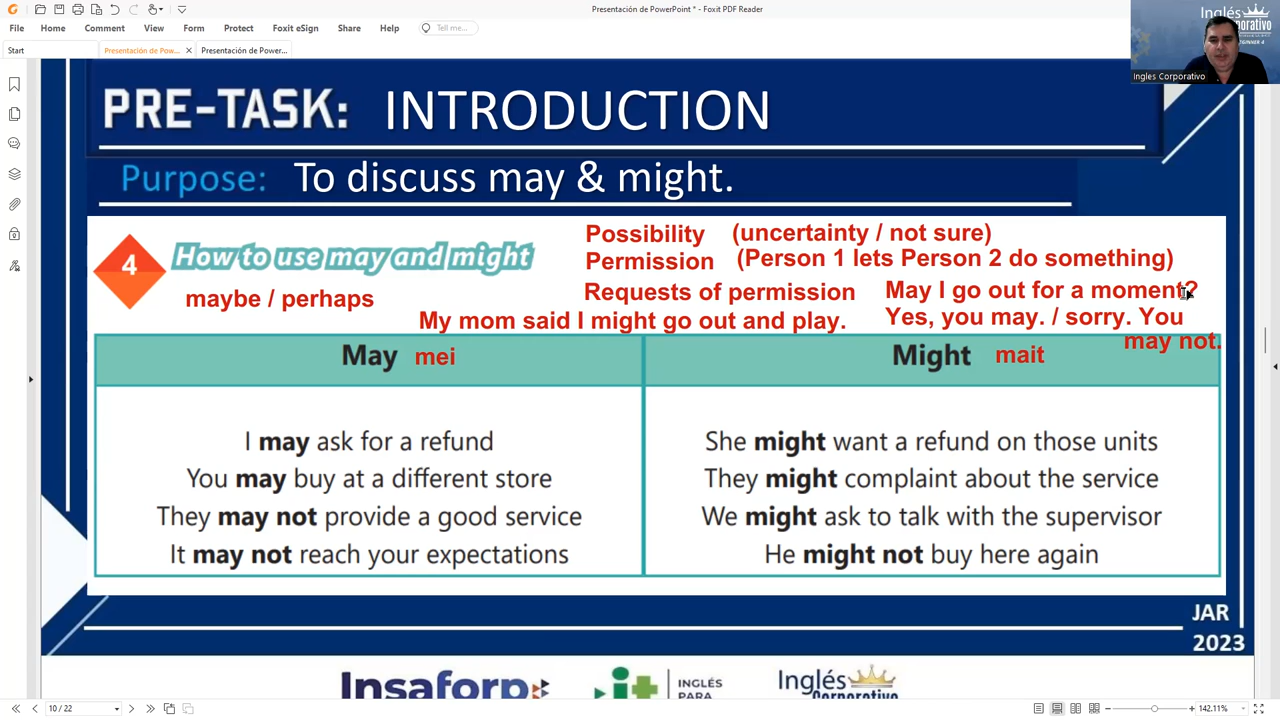 Presentación de PowerPoint * - Foxit PDF Reader
File Home Comment View Form Protect Foxit eSign Share Help Tell me...
Start Presentación de Pow... Presentación de Power...
Inglés
Corporativo
BEGINNER 4
Ingles Corporativo
PRE-TASK: INTRODUCTION
Purpose: To discuss may & might.
4 How to use may and might
Possibility (uncertainty / not sure)
Permission (Person 1 lets Person 2 do something)
maybe / perhaps
Requests of permission May I go out for a moment?
My mom said I might go out and play. Yes, you may. / sorry. You
may not.
May mei Might mait
I may ask for a refund
You may buy at a different store
They may not provide a good service
It may not reach your expectations
She might want a refund on those units
They might complaint about the service
We might ask to talk with the supervisor
He might not buy here again
JAR
2023
Insaforp
it INGLÉS
PARA
Inglés
Corporativo
10 / 22
142.11%